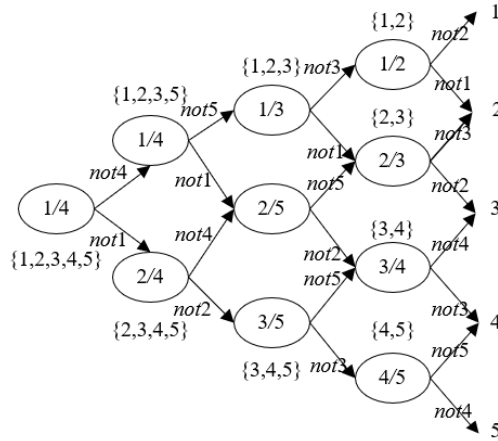 {1,2}
not2
1
{1,2,3}
not3
1/2
not1
{1,2,3,5}
not5
1/3
{2,3}
not3
2
1/4
not1
2/3
not4
not1
not5
not2
1/4
2/5
3
not1
not4
{3,4}
not4
{1,2,3,4,5}
not2
3/4
2/4
not5
not2
not3
{2,3,4,5}
3/5
{4,5}
4
not5
{3,4,5}
not3
4/5
not4
5